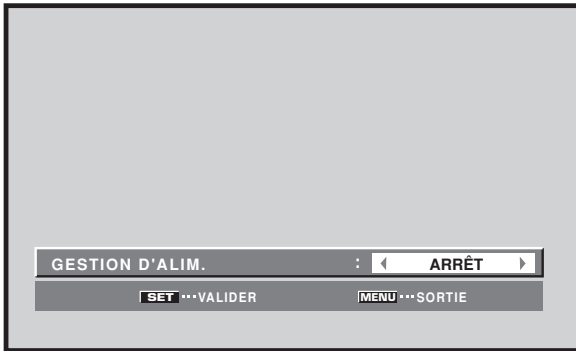 GESTION D'ALIM. : ARRÊT
SET ···VALIDER MENU ···SORTIE